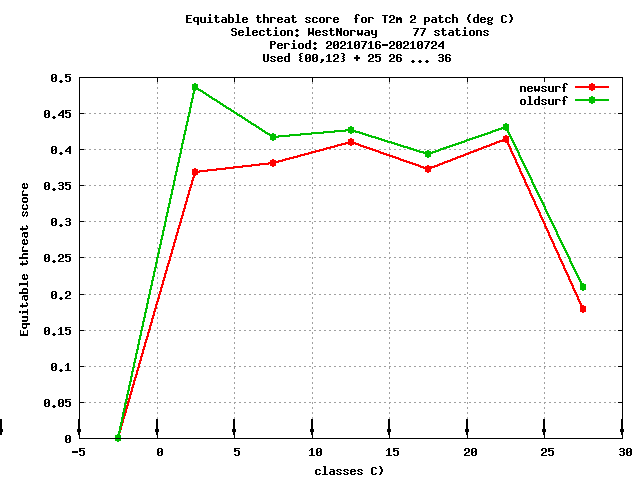 Equitable threat score  for T2m 2 patch (deg C)
Selection: WestNorway     77 stations
Period: 20210716-20210724
Used {00,12} + 25 26 ... 36
newsurf
oldsurf
Equitable threat score
0.5
0.45
0.4
0.35
0.3
0.25
0.2
0.15
0.1
0.05
0
-5 0 5 10 15 20 25 30
classes C)